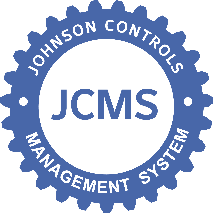 JOHNSON CONTROLS
JCMS
MANAGEMENT SYSTEM